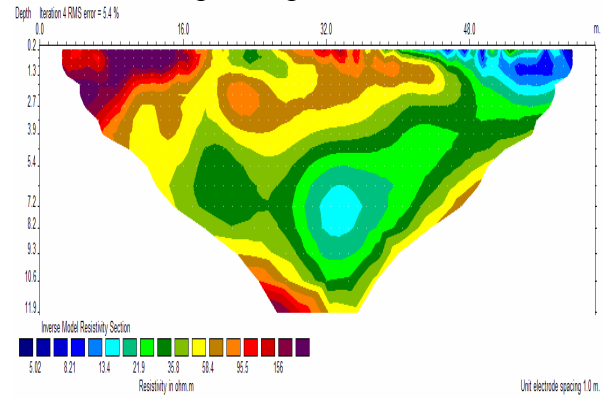 Depth Iteration 4 RMS error = 5.4 %
0.0 16.0 32.0 48.0 m.
0.2
1.3
2.7
3.9
5.4
7.2
8.2
9.3
10.6
11.9
Inverse Model Resistivity Section
5.02 8.21 13.4 21.9 35.8 58.4 95.5 156
Resistivity in ohm.m
Unit electrode spacing 1.0 m.